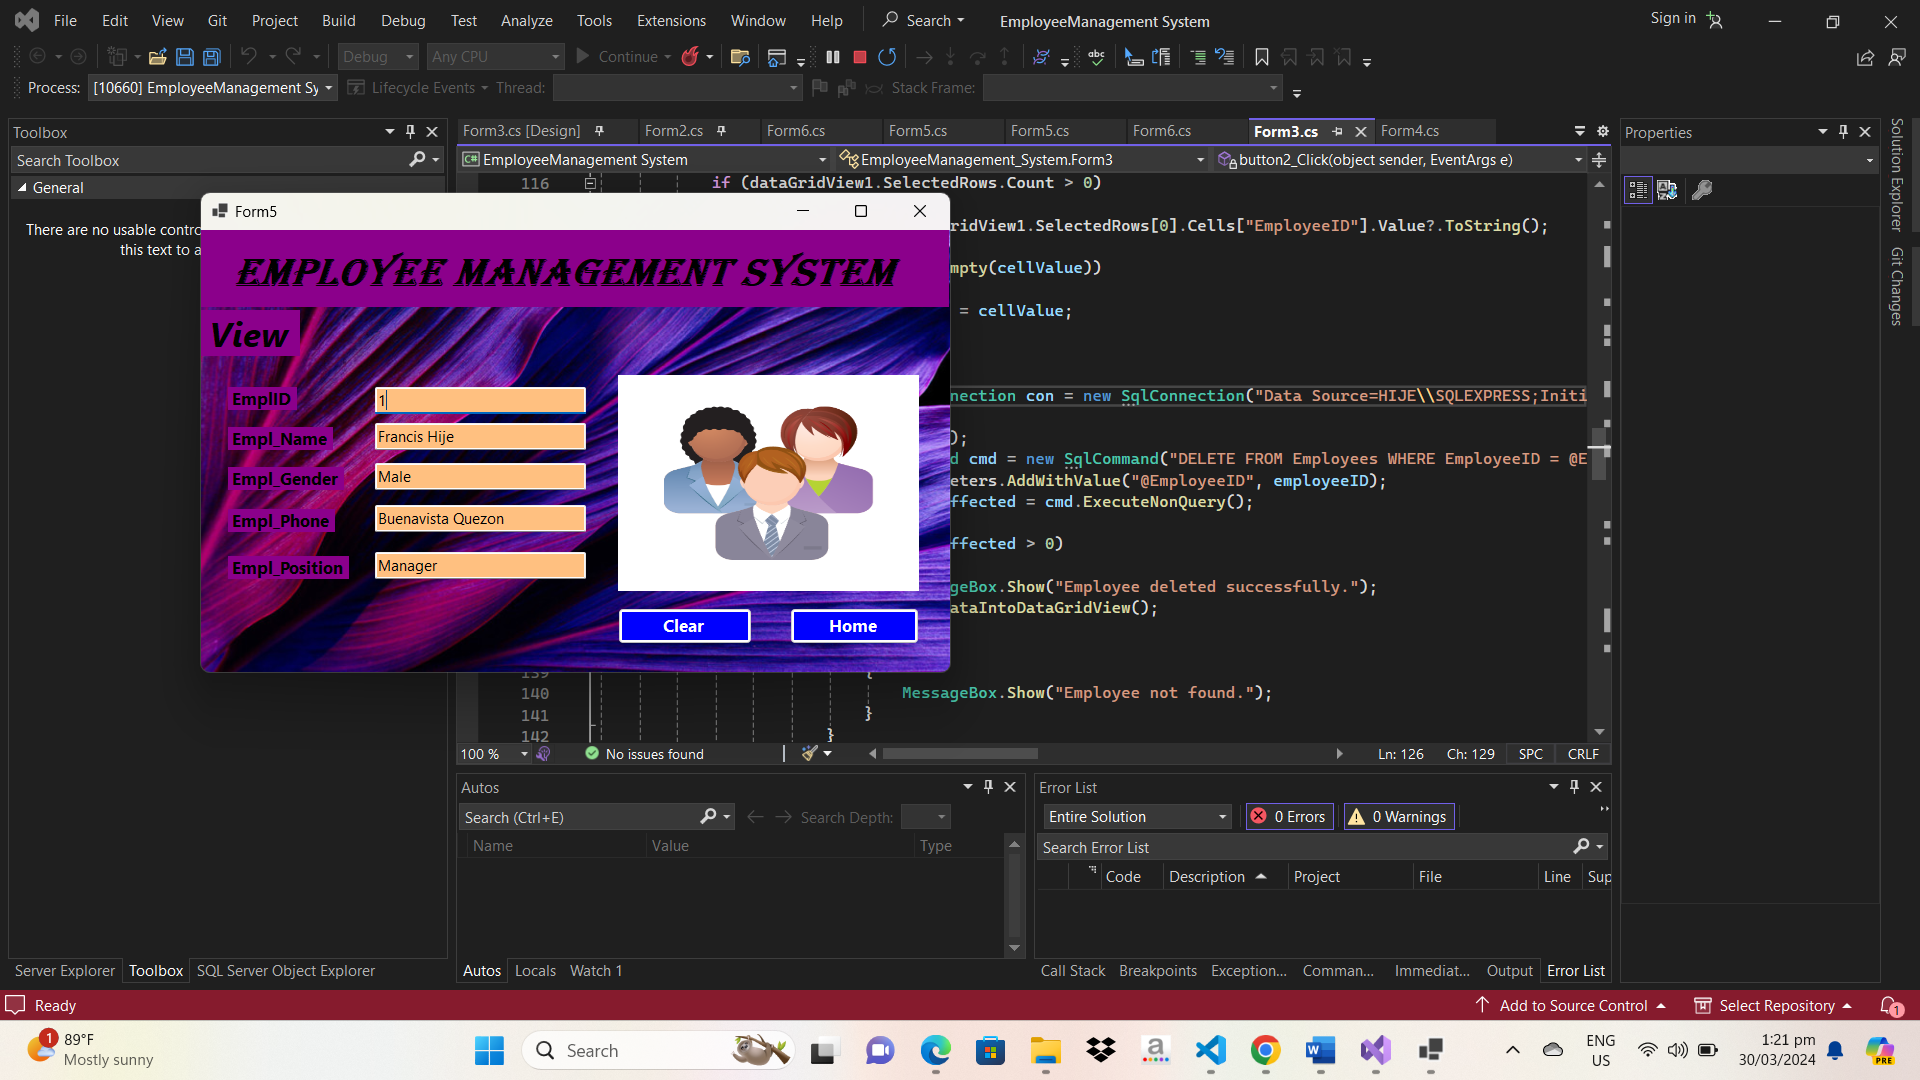 File Edit View Git Project Build Debug Test Analyze Tools Extensions Window Help Search EmployeeManagement System Sign in
Debug Any CPU Continue
Process: [10660] EmployeeManagement Sy Lifecycle Events Thread: Stack Frame:
Toolbox
Search Toolbox
General
There are no usable contro
this text to a
Form3.cs [Design] Form2.cs Form6.cs Form5.cs Form5.cs Form6.cs Form3.cs Form4.cs
EmployeeManagement System EmployeeManagement_System.Form3 button2_Click(object sender, EventArgs e)
116 if (dataGridView1.SelectedRows.Count > 0)
ridView1.SelectedRows[0].Cells["EmployeeID"].Value?.ToString();
mpty(cellValue))
= cellValue;
nection con = new SqlConnection("Data Source=HIJE\\SQLEXPRESS;Initi
);
d cmd = new SqlCommand("DELETE FROM Employees WHERE EmployeeID = @E
eters.AddWithValue("@EmployeeID", employeeID);
ffected = cmd.ExecuteNonQuery();
ffected > 0)
geBox.Show("Employee deleted successfully.");
ataIntoDataGridView();
139 {
140 MessageBox.Show("Employee not found.");
141 }
142 }
Form5
EMPLOYEE MANAGEMENT SYSTEM
View
EmplID 1
Empl_Name Francis Hije
Empl_Gender Male
Empl_Phone Buenavista Quezon
Empl_Position Manager
Clear Home
100 % No issues found Ln: 126 Ch: 129 SPC CRLF
Autos
Search (Ctrl+E) Search Depth:
Name Value Type
Autos Locals Watch 1
Error List
Entire Solution 0 Errors 0 Warnings
Search Error List
Code Description Project File Line Sup
Call Stack Breakpoints Exception... Comman... Immediat... Output Error List
Properties
Solution Explorer
Git Changes
Server Explorer Toolbox SQL Server Object Explorer
Ready Add to Source Control Select Repository 1
1 89°F
Mostly sunny
Search
a
PRE
ENG
US
1:21 pm
30/03/2024